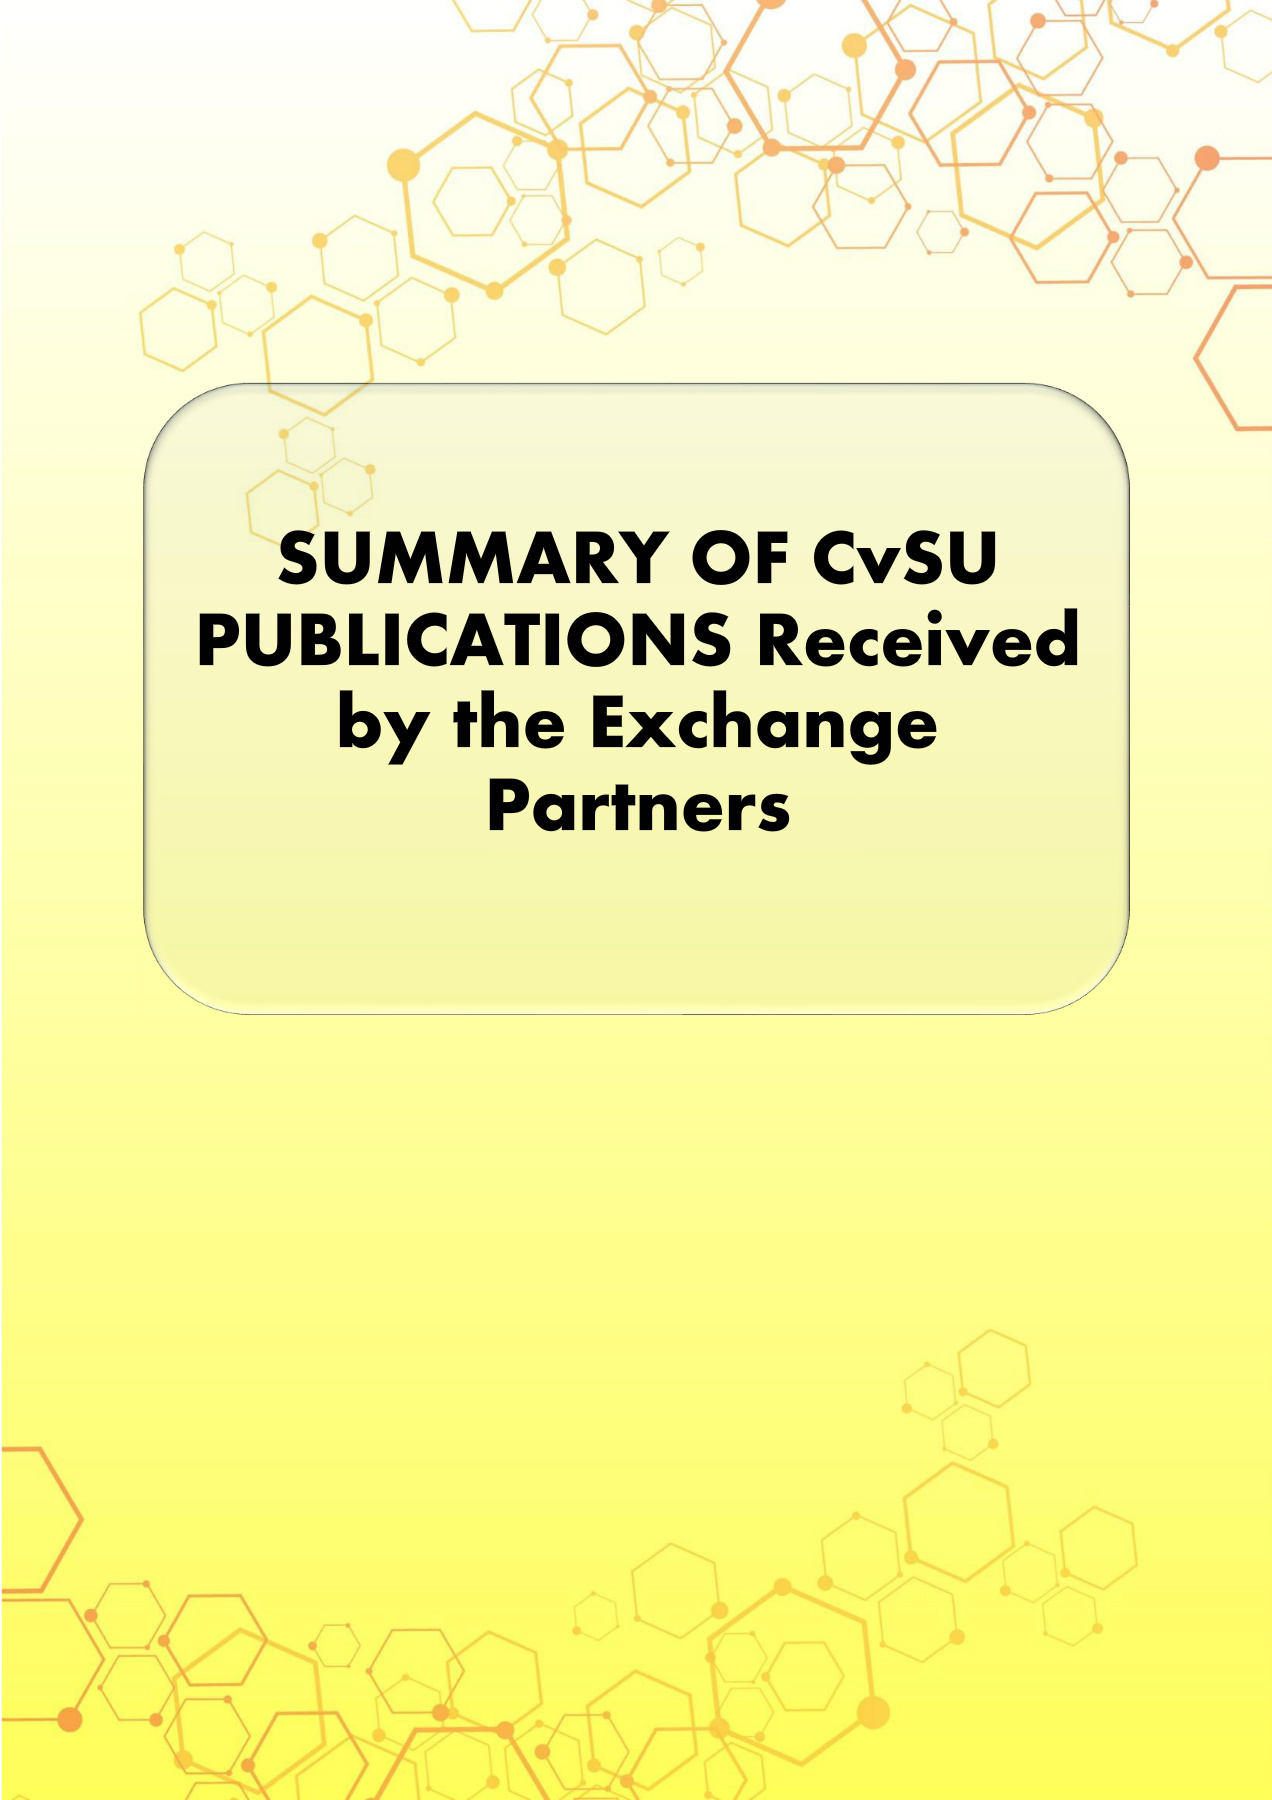 SUMMARY OF CvSU
PUBLICATIONS Received
by the Exchange
Partners